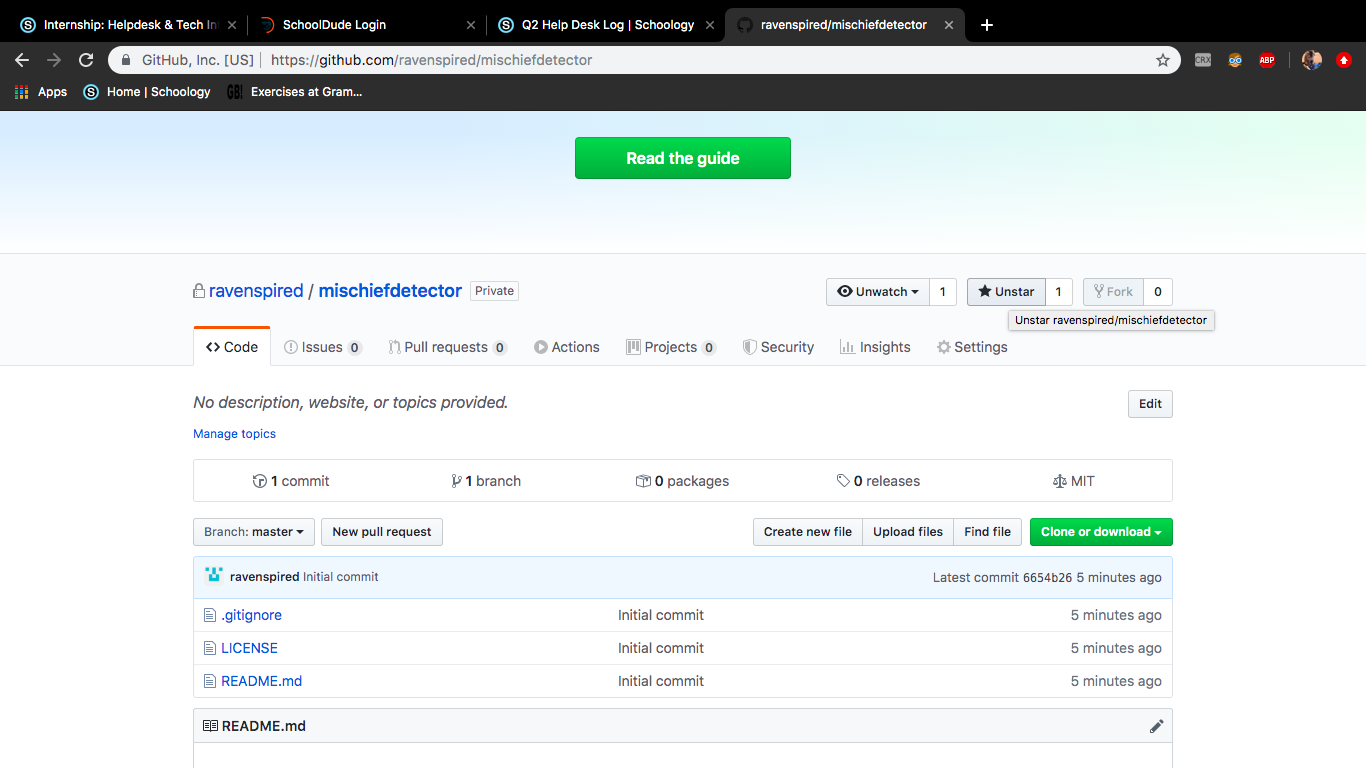 Internship: Helpdesk & Tech In SchoolDude Login Q2 Help Desk Log | Schoology ravenspired/mischiefdetector
GitHub, Inc. [US] https://github.com/ravenspired/mischiefdetector CRX ABP
Apps Home | Schoology GB! Exercises at Gram...
Read the guide
ravenspired / mischiefdetector Private Unwatch 1 Unstar 1 Fork 0
Unstar ravenspired/mischiefdetector
Code Issues 0 Pull requests 0 Actions Projects 0 Security Insights Settings
No description, website, or topics provided. Edit
Manage topics
1 commit 1 branch 0 packages 0 releases MIT
Branch: master New pull request Create new file Upload files Find file Clone or download
ravenspired Initial commit Latest commit 6654b26 5 minutes ago
.gitignore Initial commit 5 minutes ago
LICENSE Initial commit 5 minutes ago
README.md Initial commit 5 minutes ago
README.md